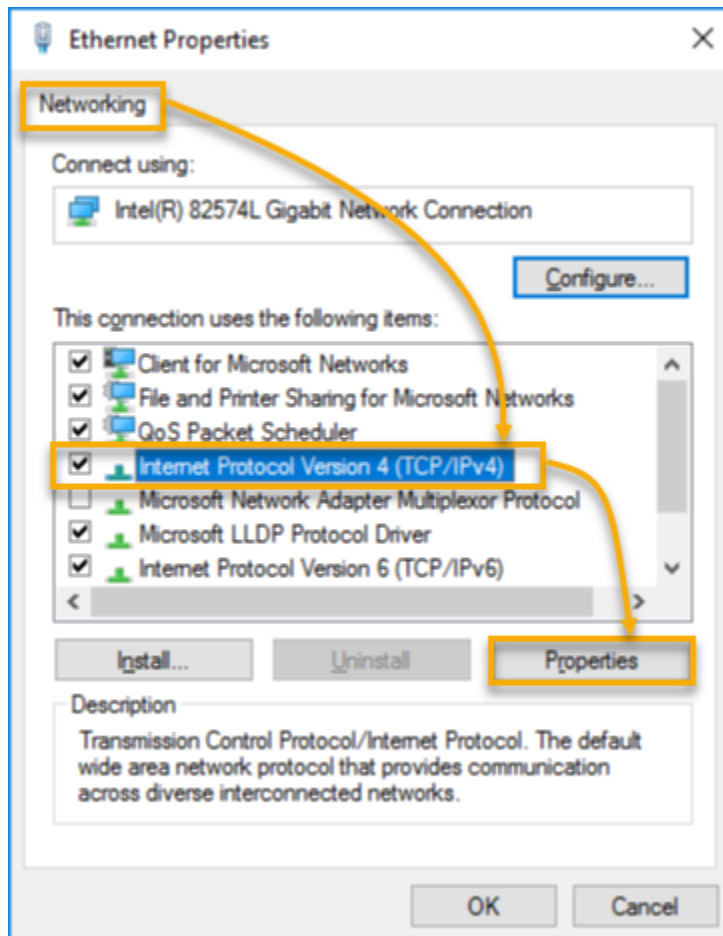 Ethernet Properties
Networking
Connect using:
Intel(R) 82574L Gigabit Network Connection
Configure...
This connection uses the following items:
Client for Microsoft Networks
File and Printer Sharing for Microsoft Networks
QoS Packet Scheduler
Internet Protocol Version 4 (TCP/IPv4)
Microsoft Network Adapter Multiplexor Protocol
Microsoft LLDP Protocol Driver
Internet Protocol Version 6 (TCP/IPv6)
Install...
Uninstall
Properties
Description
Transmission Control Protocol/Internet Protocol. The default
wide area network protocol that provides communication
across diverse interconnected networks.
OK
Cancel